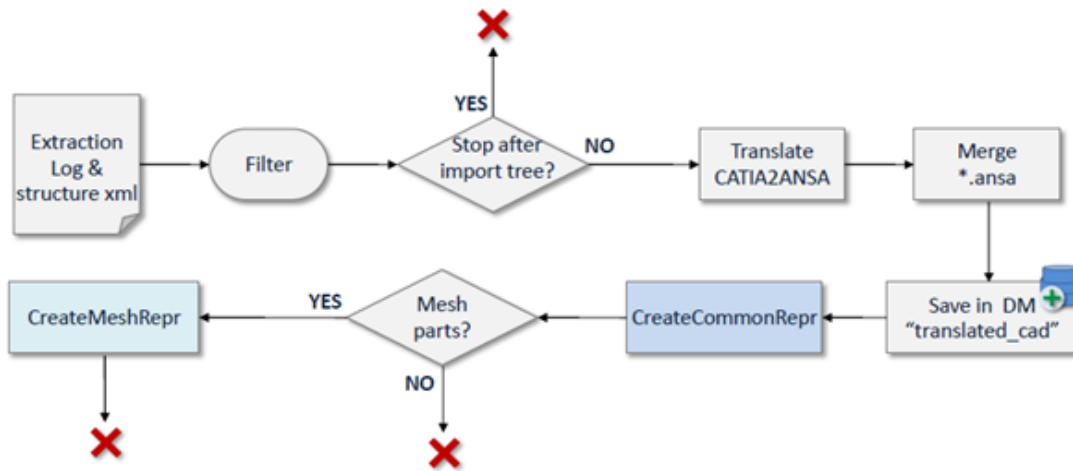 Extraction
Log &
structure xml
Filter
YES
Stop after
import tree?
NO
Translate
CATIA2ANSA
Merge
*.ansa
Save in DM
“translated_cad”
CreateCommonRepr
Mesh
parts?
YES
NO
CreateMeshRepr